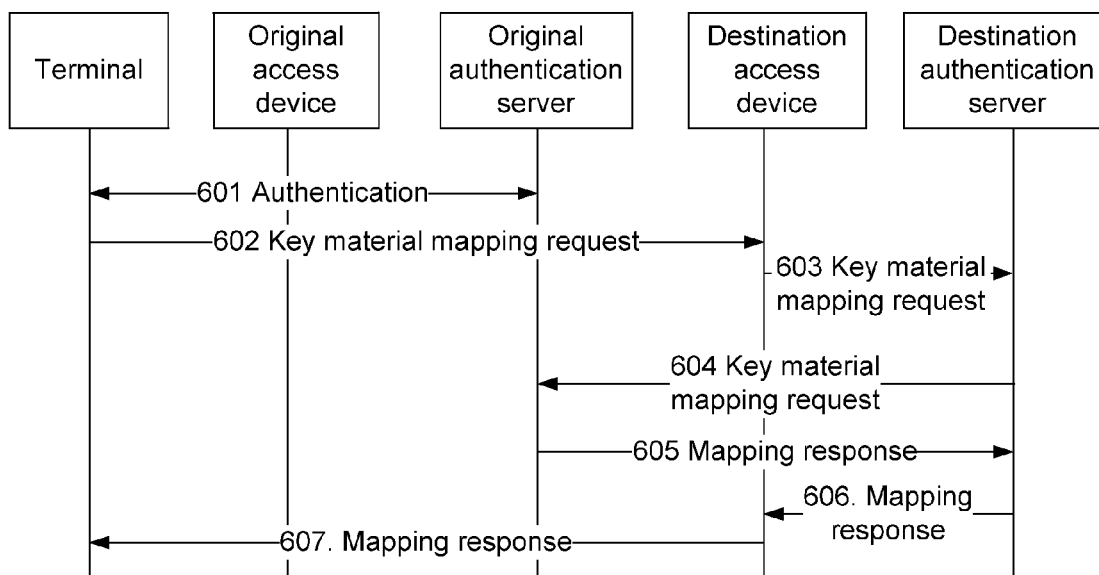 Terminal
Original
access
device
Original
authentication
server
Destination
access
device
Destination
authentication
server
601 Authentication
602 Key material mapping request
603 Key material
mapping request
604 Key material
mapping request
605 Mapping response
606. Mapping
response
607. Mapping response